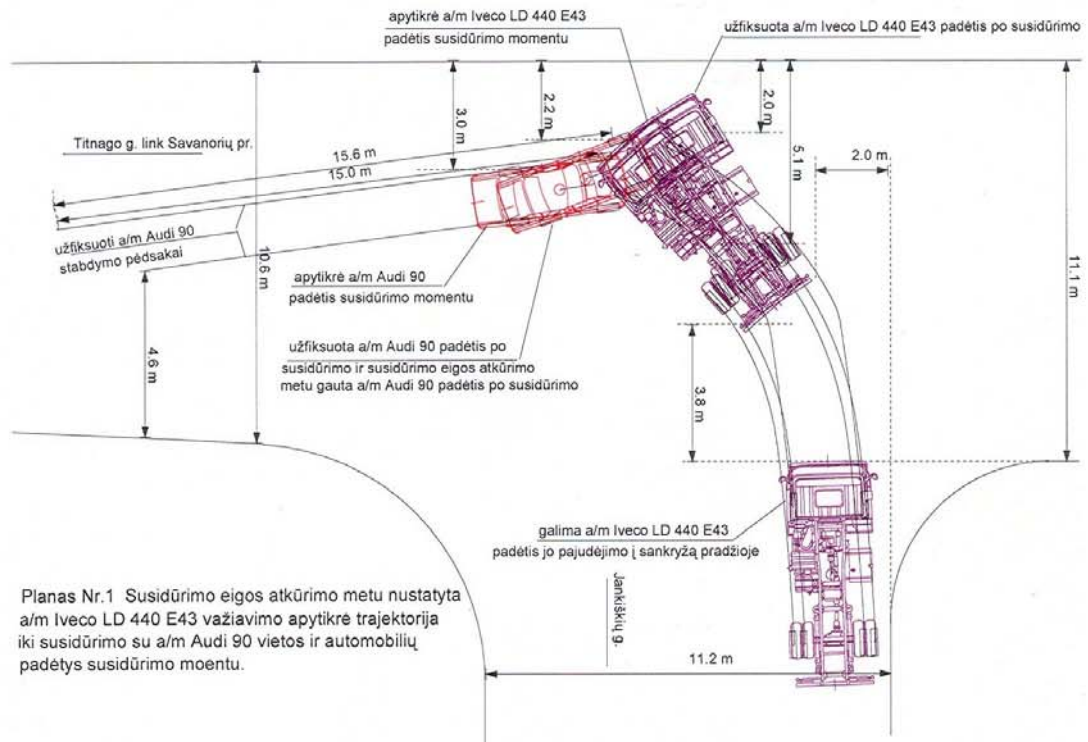 apytikrė a/m Iveco LD 440 E43
padėtis susidūrimo momentu
užfiksuota a/m Iveco LD 440 E43 padėtis po susidūrimo
2.2 m
3.0 m
2.0 m
Titnago g. link Savanorių pr.
15.6 m
15.0 m
5.1 m
2.0 m.
užfiksuoti a/m Audi 90
stabdymo pėdsakai
10.6 m
11.1 m
apytikrė a/m Audi 90
padėtis susidūrimo momentu
4.6 m
užfiksuota a/m Audi 90 padėtis po
susidūrimo ir susidūrimo eigos atkūrimo
metu gauta a/m Audi 90 padėtis po susidūrimo
3.8 m
galima a/m Iveco LD 440 E43
padėtis jo pajudėjimo į sankryžą pradžioje
Jankiškių g.
Planas Nr.1 Susidūrimo eigos atkūrimo metu nustatyta
a/m Iveco LD 440 E43 važiavimo apytikrė trajektorija
iki susidūrimo su a/m Audi 90 vietos ir automobilių
padėtys susidūrimo moentu.
11.2 m